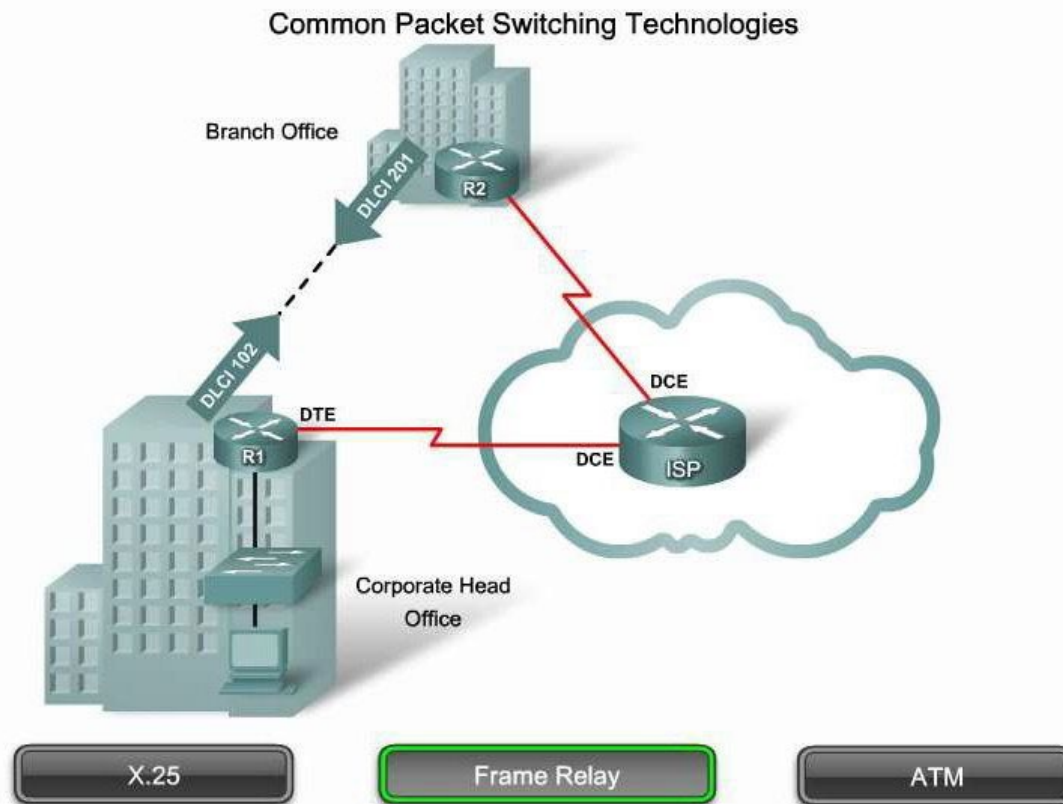 Common Packet Switching Technologies
Branch Office
DLCI 201
R2
DLCI 102
DTE
DCE
R1
DCE
ISP
Corporate Head
Office
X.25
Frame Relay
ATM